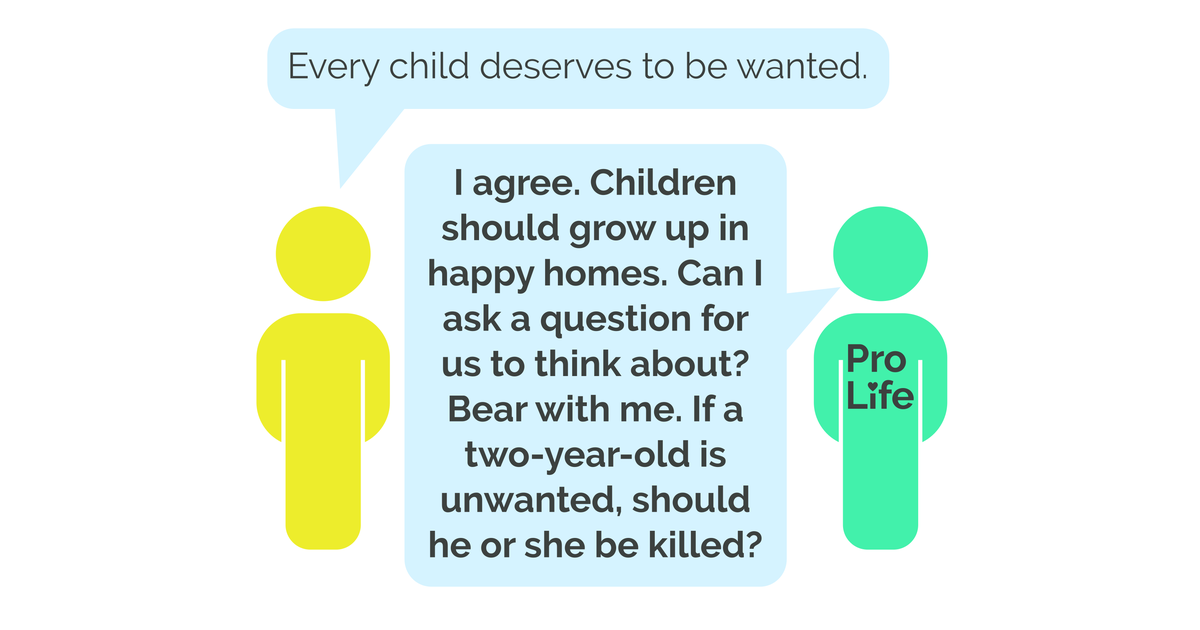 Every child deserves to be wanted.
I agree. Children
should grow up in
happy homes. Can I
ask a question for
us to think about?
Bear with me. If a
two-year-old is
unwanted, should
he or she be killed?
Pro
Life